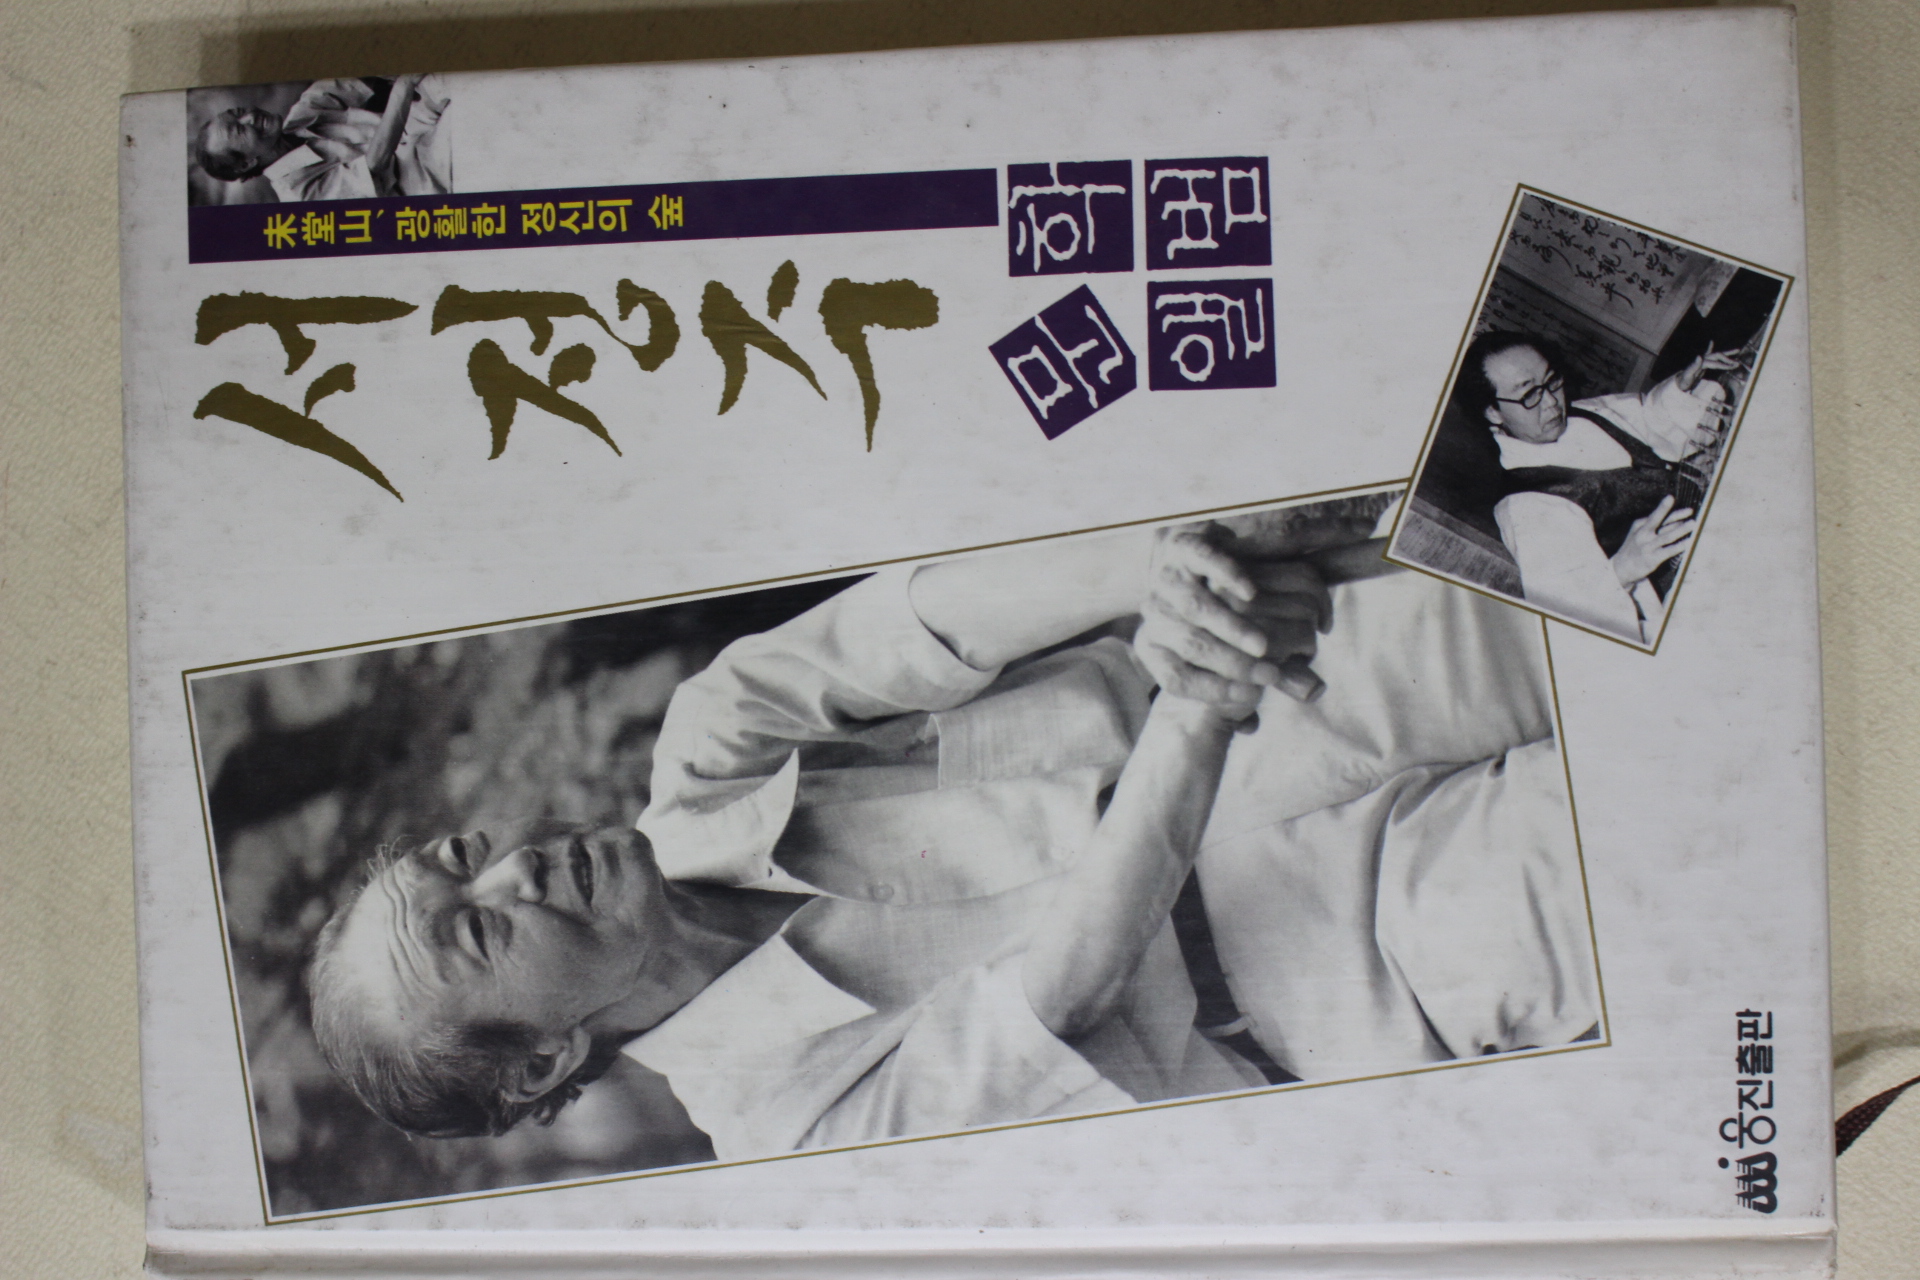 未堂山、광활한 정신의 숲
서정주
문학
앨범
웅진출판